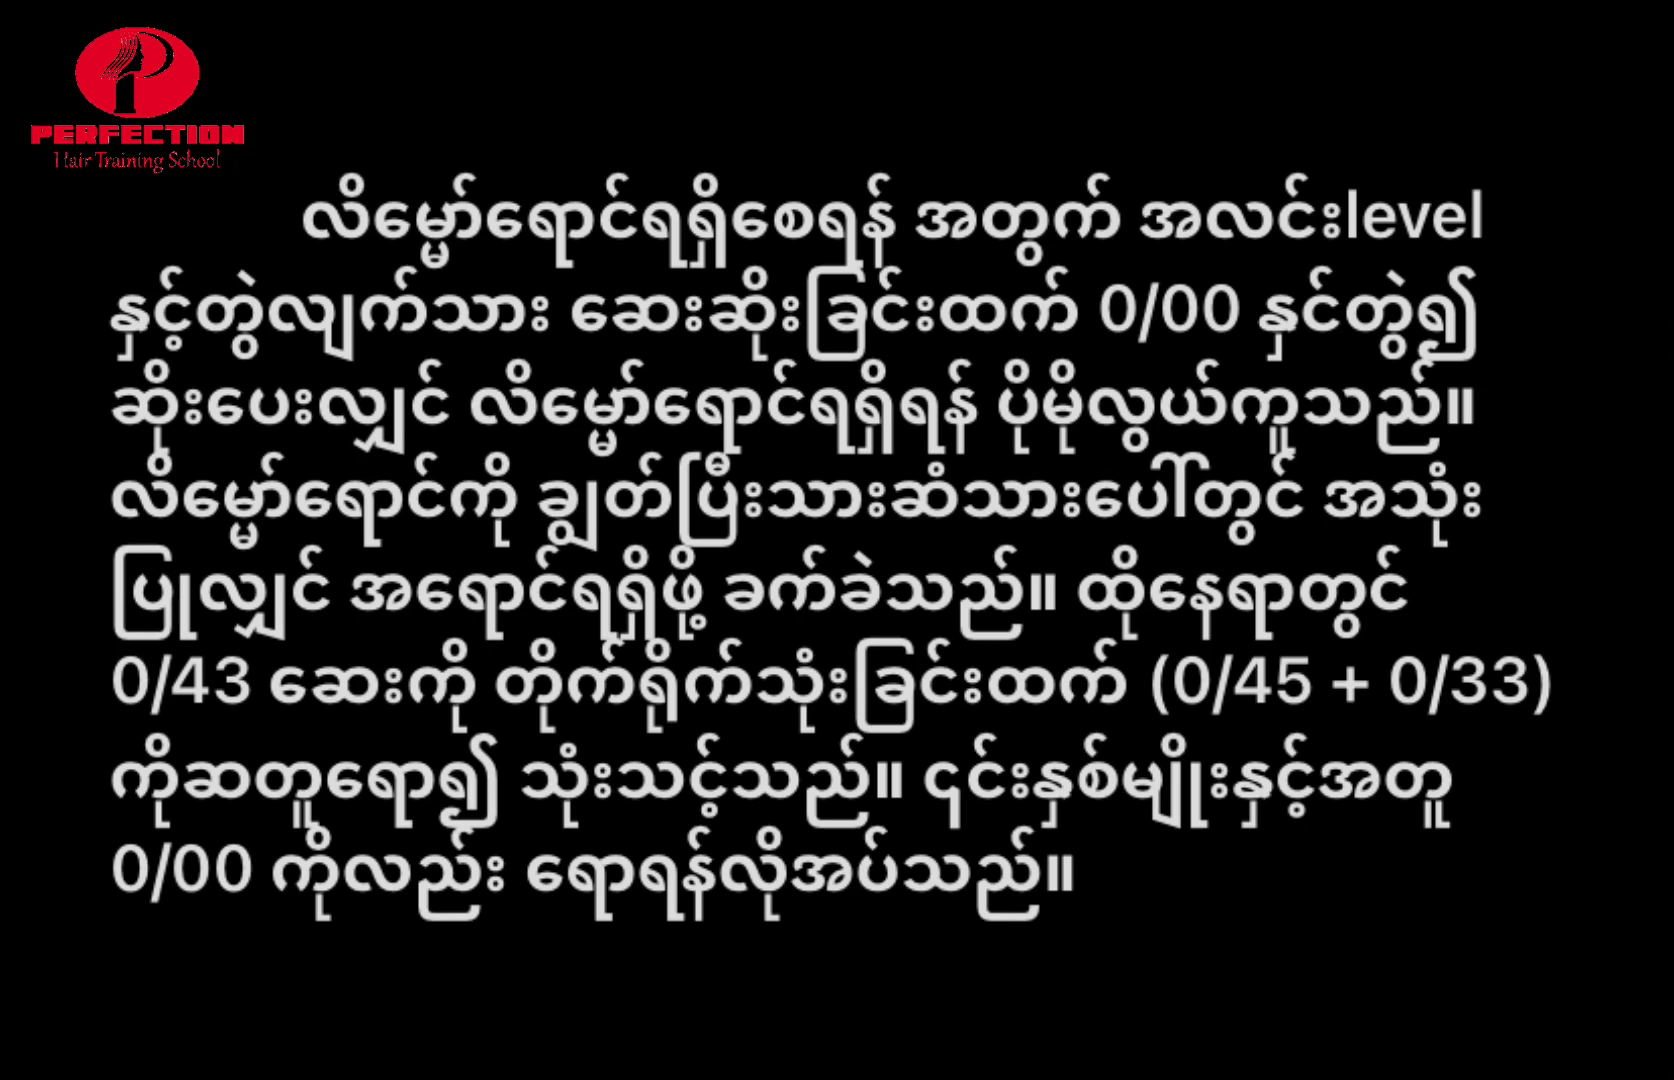 PERFECTION
Hair Training School
လိမ္မော်ရောင်ရရှိစေရန် အတွက် အလင်းlevel
နှင့်တွဲလျက်သား ဆေးဆိုးခြင်းထက် 0/00 နှင်တွဲ၍
ဆိုးပေးလျှင် လိမ္မော်ရောင်ရရှိရန် ပိုမိုလွယ်ကူသည်။
လိမ္မော်ရောင်ကို ချွတ်ပြီးသားဆံသားပေါ်တွင် အသုံး
ပြုလျှင် အရောင်ရရှိဖို့ ခက်ခဲသည်။ ထိုနေရာတွင်
0/43 ဆေးကို တိုက်ရိုက်သုံးခြင်းထက် (0/45 + 0/33)
ကိုဆတူရော၍ သုံးသင့်သည်။ ၎င်းနှစ်မျိုးနှင့်အတူ
0/00 ကိုလည်း ရောရန်လိုအပ်သည်။